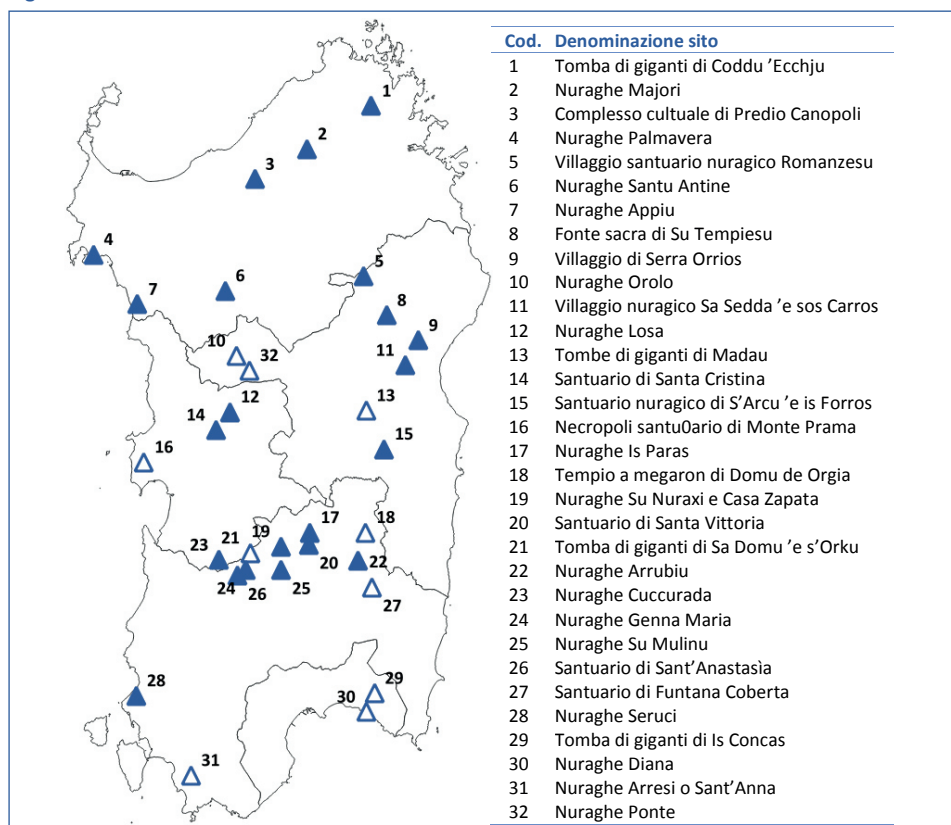 Cod. Denominazione sito
1 Tomba di giganti di Coddu ’Ecchju
2 Nuraghe Majori
3 Complesso cultuale di Predio Canopoli
4 Nuraghe Palmavera
5 Villaggio santuario nuragico Romanzesu
6 Nuraghe Santu Antine
7 Nuraghe Appiu
8 Fonte sacra di Su Tempiesu
9 Villaggio di Serra Orrios
10 Nuraghe Orolo
11 Villaggio nuragico Sa Sedda ’e sos Carros
12 Nuraghe Losa
13 Tombe di giganti di Madau
14 Santuario di Santa Cristina
15 Santuario nuragico di S’Arcu ’e is Forros
16 Necropoli santu0ario di Monte Prama
17 Nuraghe Is Paras
18 Tempio a megaron di Domu de Orgia
19 Nuraghe Su Nuraxi e Casa Zapata
20 Santuario di Santa Vittoria
21 Tomba di giganti di Sa Domu ’e s’Orku
22 Nuraghe Arrubiu
23 Nuraghe Cuccurada
24 Nuraghe Genna Maria
25 Nuraghe Su Mulinu
26 Santuario di Sant’Anastasìa
27 Santuario di Funtana Coberta
28 Nuraghe Seruci
29 Tomba di giganti di Is Concas
30 Nuraghe Diana
31 Nuraghe Arresi o Sant’Anna
32 Nuraghe Ponte
1
2
3
4
5
6
7
8
9
10
32
11
12
13
14
15
16
17
18
21
19
23
20
22
24
26
25
27
28
29
30
31